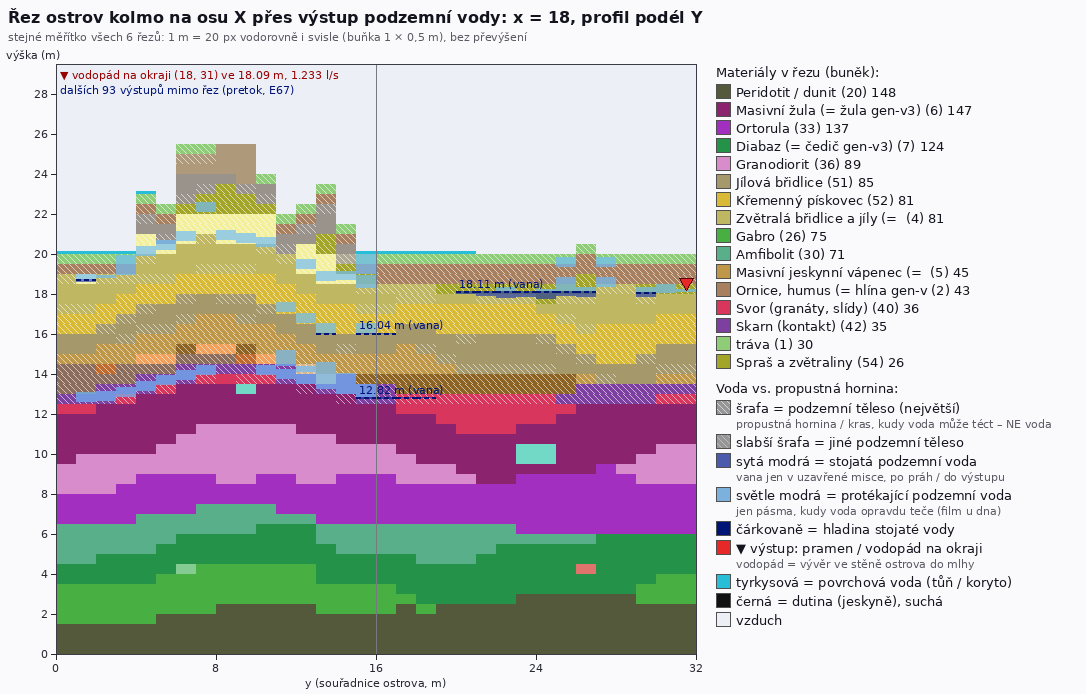 Řez ostrov kolmo na osu X přes výstup podzemní vody: x = 18, profil podél Y
stejné měřítko všech 6 řezů: 1 m = 20 px vodorovně i svisle (buňka 1 × 0,5 m), bez převýšení
výška (m)
▼ vodopád na okraji (18, 31) ve 18.09 m, 1.233 l/s
dalších 93 výstupů mimo řez (pretok, E67)
28
26
24
22
20
18
16
14
12
10
8
6
4
2
0
18.11 m (vana)
16.04 m (vana)
12.82 m (vana)
0
8
16
24
32
y (souřadnice ostrova, m)
Materiály v řezu (buněk):
Peridotit / dunit (20) 148
Masivní žula (= žula gen-v3) (6) 147
Ortorula (33) 137
Diabaz (= čedič gen-v3) (7) 124
Granodiorit (36) 89
Jílová břidlice (51) 85
Křemenný pískovec (52) 81
Zvětralá břidlice a jíly (=  (4) 81
Gabro (26) 75
Amfibolit (30) 71
Masivní jeskynní vápenec (=  (5) 45
Ornice, humus (= hlína gen-v (2) 43
Svor (granáty, slídy) (40) 36
Skarn (kontakt) (42) 35
tráva (1) 30
Spraš a zvětraliny (54) 26
Voda vs. propustná hornina:
šrafa = podzemní těleso (největší)
propustná hornina / kras, kudy voda může téct – NE voda
slabší šrafa = jiné podzemní těleso
sytá modrá = stojatá podzemní voda
vana jen v uzavřené misce, po práh / do výstupu
světle modrá = protékající podzemní voda
jen pásma, kudy voda opravdu teče (film u dna)
čárkovaně = hladina stojaté vody
▼ výstup: pramen / vodopád na okraji
vodopád = vývěr ve stěně ostrova do mlhy
tyrkysová = povrchová voda (tůň / koryto)
černá = dutina (jeskyně), suchá
vzduch